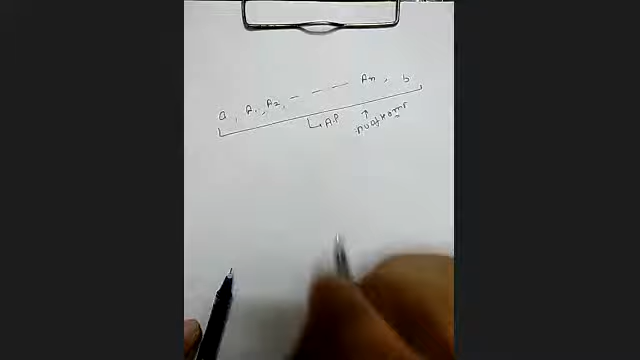 a, A1, A2, - - - - An, b
↳ A.P